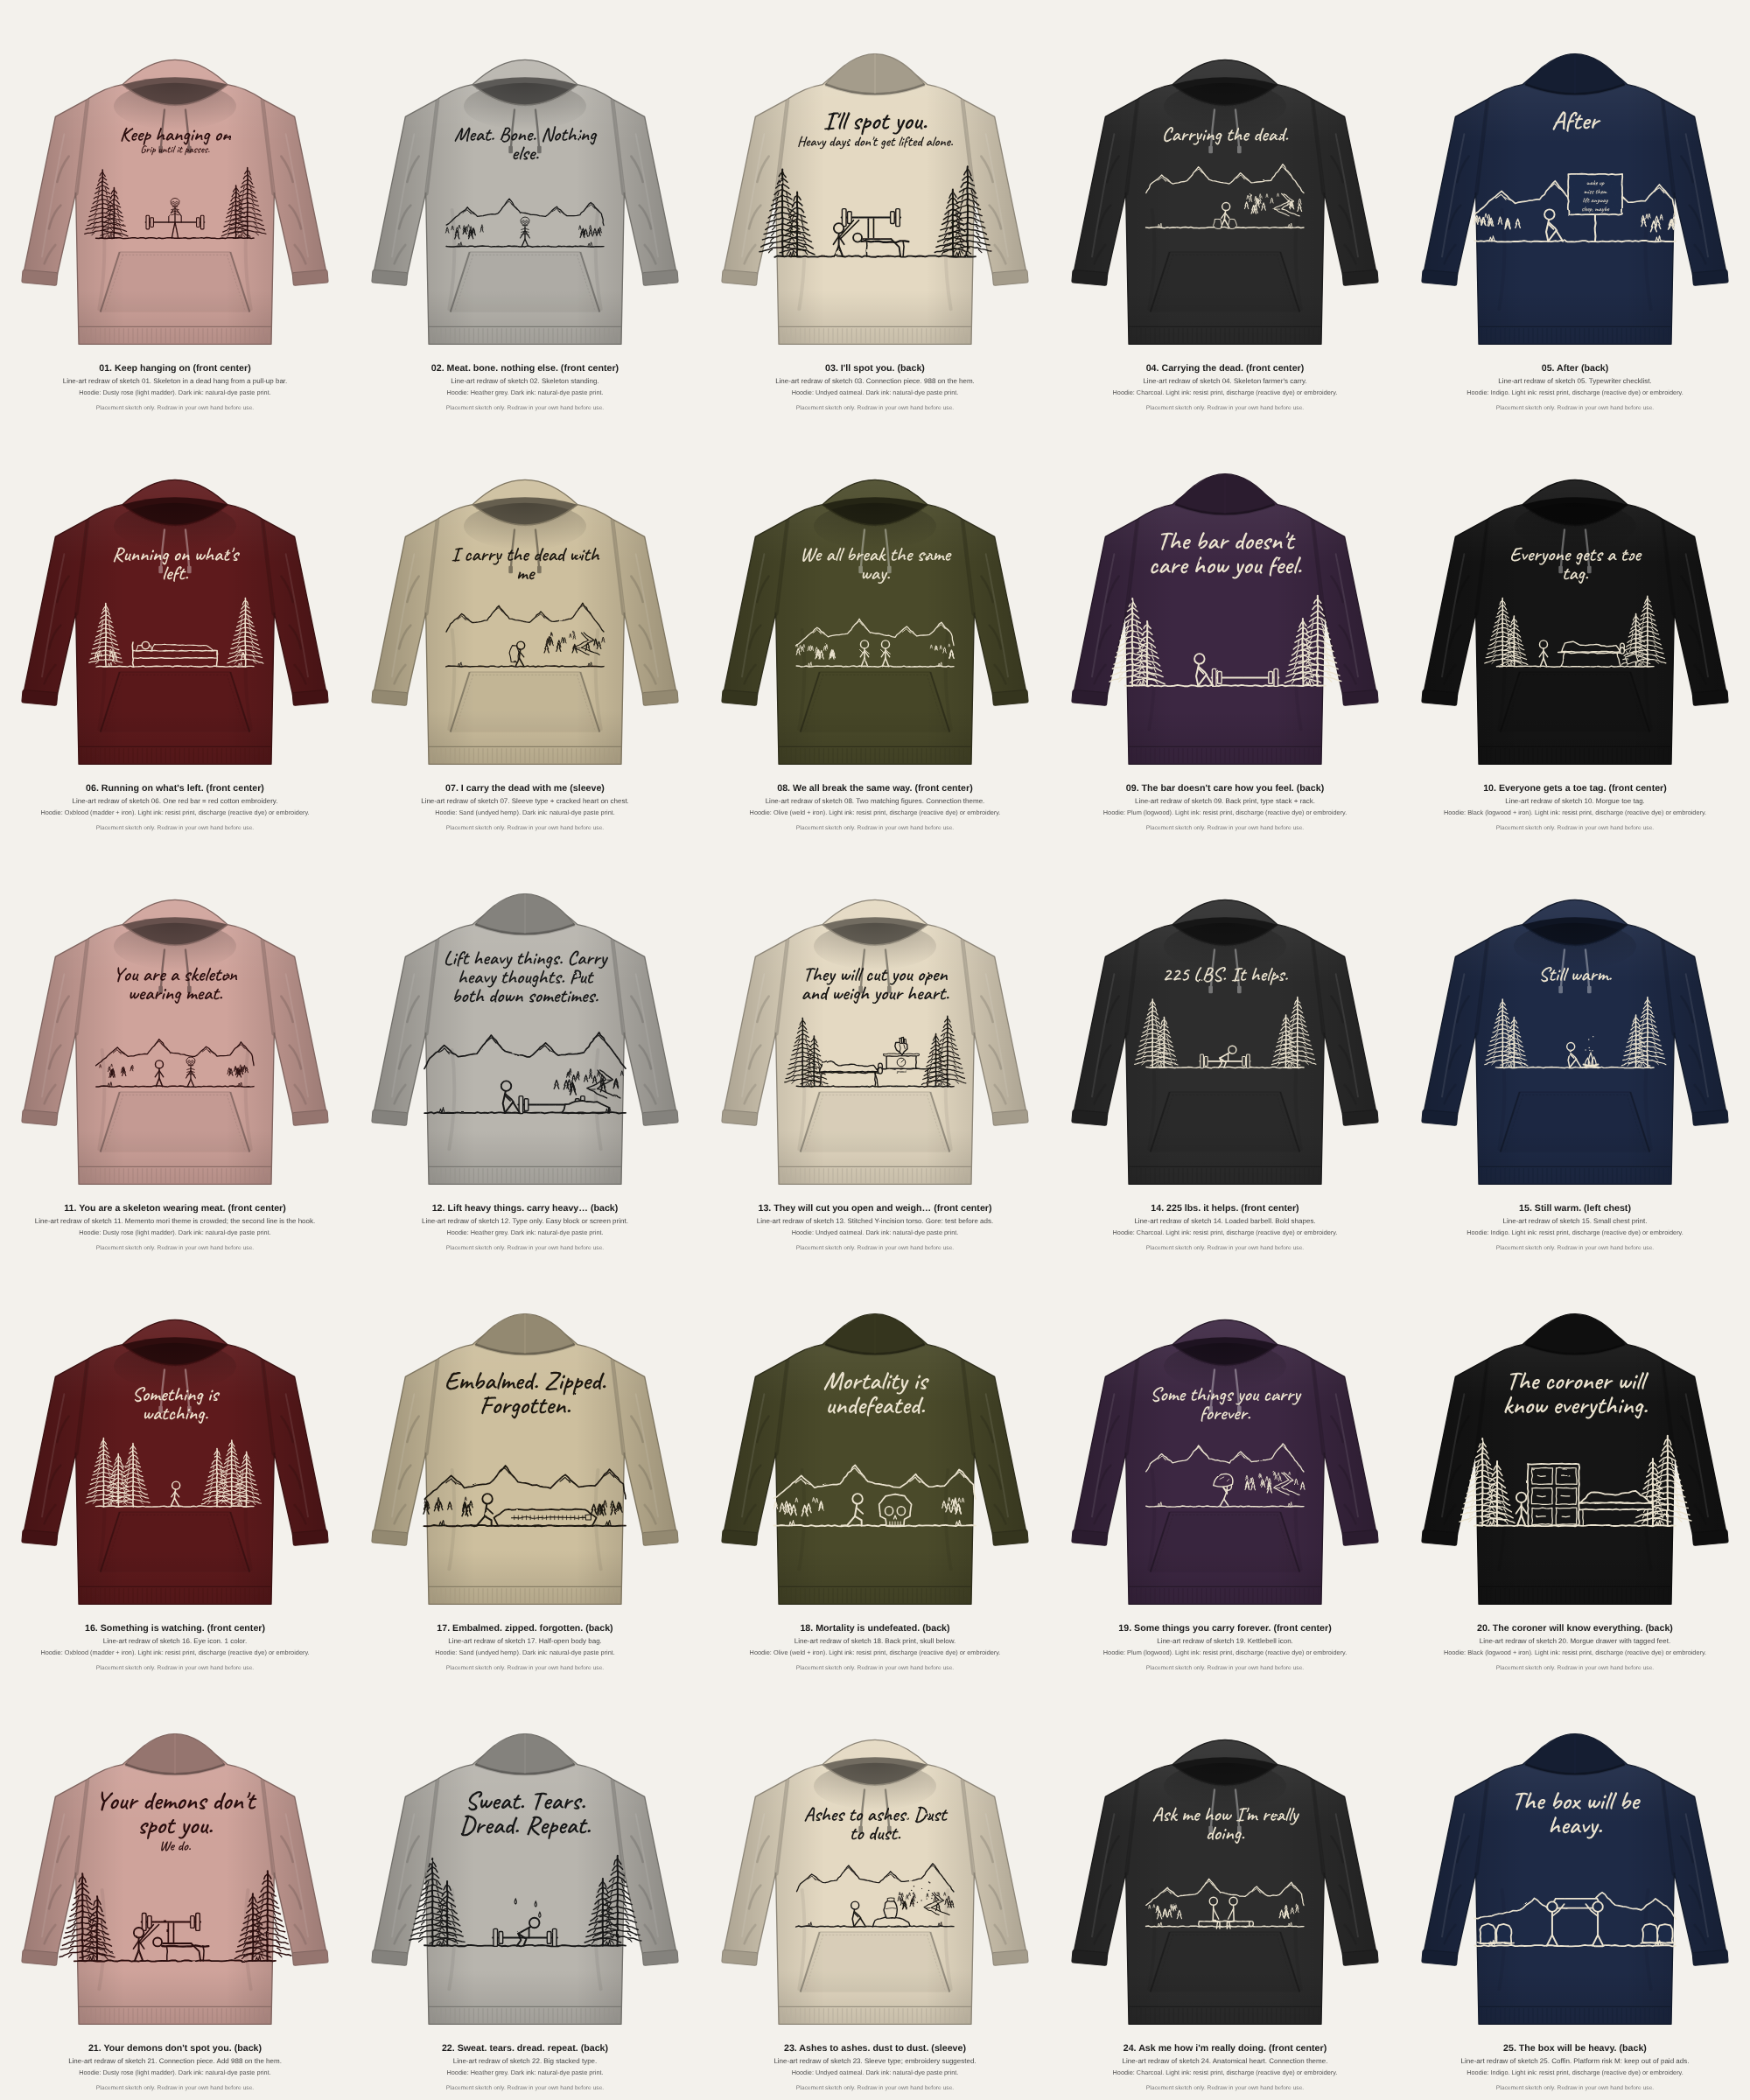 Keep hanging on
Grip until it passes.
01. Keep hanging on (front center)
Line-art redraw of sketch 01. Skeleton in a dead hang from a pull-up bar.
Hoodie: Dusty rose (light madder). Dark ink: natural-dye paste print.
Placement sketch only. Redraw in your own hand before use.
Meat. Bone. Nothing
else.
02. Meat. bone. nothing else. (front center)
Line-art redraw of sketch 02. Skeleton standing.
Hoodie: Heather grey. Dark ink: natural-dye paste print.
Placement sketch only. Redraw in your own hand before use.
I'll spot you.
Heavy days don't get lifted alone.
03. I'll spot you. (back)
Line-art redraw of sketch 03. Connection piece. 988 on the hem.
Hoodie: Undyed oatmeal. Dark ink: natural-dye paste print.
Placement sketch only. Redraw in your own hand before use.
Carrying the dead.
04. Carrying the dead. (front center)
Line-art redraw of sketch 04. Skeleton farmer's carry.
Hoodie: Charcoal. Light ink: resist print, discharge (reactive dye) or embroidery.
Placement sketch only. Redraw in your own hand before use.
After
wake up
miss them
lift anyway
sleep, maybe
05. After (back)
Line-art redraw of sketch 05. Typewriter checklist.
Hoodie: Indigo. Light ink: resist print, discharge (reactive dye) or embroidery.
Placement sketch only. Redraw in your own hand before use.
Running on what's
left.
06. Running on what's left. (front center)
Line-art redraw of sketch 06. One red bar = red cotton embroidery.
Hoodie: Oxblood (madder + iron). Light ink: resist print, discharge (reactive dye) or embroidery.
Placement sketch only. Redraw in your own hand before use.
I carry the dead with
me
07. I carry the dead with me (sleeve)
Line-art redraw of sketch 07. Sleeve type + cracked heart on chest.
Hoodie: Sand (undyed hemp). Dark ink: natural-dye paste print.
Placement sketch only. Redraw in your own hand before use.
We all break the same
way.
08. We all break the same way. (front center)
Line-art redraw of sketch 08. Two matching figures. Connection theme.
Hoodie: Olive (weld + iron). Light ink: resist print, discharge (reactive dye) or embroidery.
Placement sketch only. Redraw in your own hand before use.
The bar doesn't
care how you feel.
09. The bar doesn't care how you feel. (back)
Line-art redraw of sketch 09. Back print, type stack + rack.
Hoodie: Plum (logwood). Light ink: resist print, discharge (reactive dye) or embroidery.
Placement sketch only. Redraw in your own hand before use.
Everyone gets a toe
tag.
10. Everyone gets a toe tag. (front center)
Line-art redraw of sketch 10. Morgue toe tag.
Hoodie: Black (logwood + iron). Light ink: resist print, discharge (reactive dye) or embroidery.
Placement sketch only. Redraw in your own hand before use.
You are a skeleton
wearing meat.
11. You are a skeleton wearing meat. (front center)
Line-art redraw of sketch 11. Memento mori theme is crowded; the second line is the hook.
Hoodie: Dusty rose (light madder). Dark ink: natural-dye paste print.
Placement sketch only. Redraw in your own hand before use.
Lift heavy things. Carry
heavy thoughts. Put
both down sometimes.
12. Lift heavy things. carry heavy… (back)
Line-art redraw of sketch 12. Type only. Easy block or screen print.
Hoodie: Heather grey. Dark ink: natural-dye paste print.
Placement sketch only. Redraw in your own hand before use.
They will cut you open
and weigh your heart.
13. They will cut you open and weigh… (front center)
Line-art redraw of sketch 13. Stitched Y-incision torso. Gore: test before ads.
Hoodie: Undyed oatmeal. Dark ink: natural-dye paste print.
Placement sketch only. Redraw in your own hand before use.
225 LBS. It helps.
14. 225 lbs. it helps. (front center)
Line-art redraw of sketch 14. Loaded barbell. Bold shapes.
Hoodie: Charcoal. Light ink: resist print, discharge (reactive dye) or embroidery.
Placement sketch only. Redraw in your own hand before use.
Still warm.
15. Still warm. (left chest)
Line-art redraw of sketch 15. Small chest print.
Hoodie: Indigo. Light ink: resist print, discharge (reactive dye) or embroidery.
Placement sketch only. Redraw in your own hand before use.
Something is
watching.
16. Something is watching. (front center)
Line-art redraw of sketch 16. Eye icon. 1 color.
Hoodie: Oxblood (madder + iron). Light ink: resist print, discharge (reactive dye) or embroidery.
Placement sketch only. Redraw in your own hand before use.
Embalmed. Zipped.
Forgotten.
17. Embalmed. zipped. forgotten. (back)
Line-art redraw of sketch 17. Half-open body bag.
Hoodie: Sand (undyed hemp). Dark ink: natural-dye paste print.
Placement sketch only. Redraw in your own hand before use.
Mortality is
undefeated.
18. Mortality is undefeated. (back)
Line-art redraw of sketch 18. Back print, skull below.
Hoodie: Olive (weld + iron). Light ink: resist print, discharge (reactive dye) or embroidery.
Placement sketch only. Redraw in your own hand before use.
Some things you carry
forever.
19. Some things you carry forever. (front center)
Line-art redraw of sketch 19. Kettlebell icon.
Hoodie: Plum (logwood). Light ink: resist print, discharge (reactive dye) or embroidery.
Placement sketch only. Redraw in your own hand before use.
The coroner will
know everything.
20. The coroner will know everything. (back)
Line-art redraw of sketch 20. Morgue drawer with tagged feet.
Hoodie: Black (logwood + iron). Light ink: resist print, discharge (reactive dye) or embroidery.
Placement sketch only. Redraw in your own hand before use.
Your demons don't
spot you.
We do.
21. Your demons don't spot you. (back)
Line-art redraw of sketch 21. Connection piece. Add 988 on the hem.
Hoodie: Dusty rose (light madder). Dark ink: natural-dye paste print.
Placement sketch only. Redraw in your own hand before use.
Sweat. Tears.
Dread. Repeat.
22. Sweat. tears. dread. repeat. (back)
Line-art redraw of sketch 22. Big stacked type.
Hoodie: Heather grey. Dark ink: natural-dye paste print.
Placement sketch only. Redraw in your own hand before use.
Ashes to ashes. Dust
to dust.
23. Ashes to ashes. dust to dust. (sleeve)
Line-art redraw of sketch 23. Sleeve type; embroidery suggested.
Hoodie: Undyed oatmeal. Dark ink: natural-dye paste print.
Placement sketch only. Redraw in your own hand before use.
Ask me how I'm really
doing.
24. Ask me how i'm really doing. (front center)
Line-art redraw of sketch 24. Anatomical heart. Connection theme.
Hoodie: Charcoal. Light ink: resist print, discharge (reactive dye) or embroidery.
Placement sketch only. Redraw in your own hand before use.
The box will be
heavy.
25. The box will be heavy. (back)
Line-art redraw of sketch 25. Coffin. Platform risk M: keep out of paid ads.
Hoodie: Indigo. Light ink: resist print, discharge (reactive dye) or embroidery.
Placement sketch only. Redraw in your own hand before use.